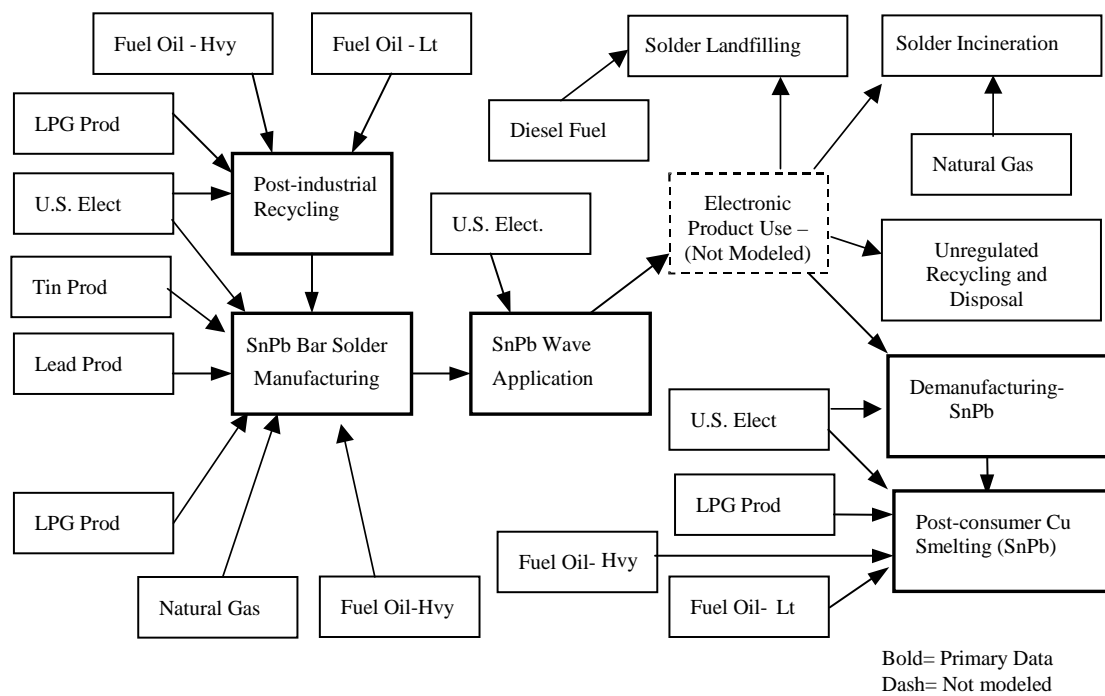 Fuel Oil - Hvy
Fuel Oil - Lt
Solder Landfilling
Solder Incineration
LPG Prod
Diesel Fuel
Natural Gas
Post-industrial
Recycling
U.S. Elect
U.S. Elect.
Electronic
Product Use –
(Not Modeled)
Unregulated
Recycling and
Disposal
Tin Prod
Lead Prod
SnPb Bar Solder
Manufacturing
SnPb Wave
Application
Demanufacturing-
SnPb
U.S. Elect
LPG Prod
LPG Prod
Post-consumer Cu
Smelting (SnPb)
Fuel Oil- Hvy
Natural Gas
Fuel Oil-Hvy
Fuel Oil- Lt
Bold= Primary Data
Dash= Not modeled